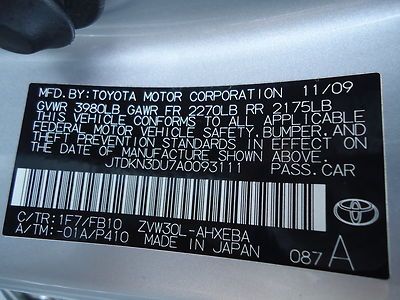 MFD.BY:TOYOTA MOTOR CORPORATION 11/09
GVWR 3980LB GAWR FR 2270LB RR 2175LB
THIS VEHICLE CONFORMS TO ALL APPLICABLE
FEDERAL MOTOR VEHICLE SAFETY,BUMPER,AND
THEFT PREVENTION STANDARDS IN EFFECT ON
THE DATE OF MANUFACTURE SHOWN ABOVE.
JTDKN3DU7A0093111 PASS.CAR
C/TR:1F7/FB10 ZVW30L-AHXEBA
A/TM:-01A/P410 MADE IN JAPAN
TOYOTA
087 A